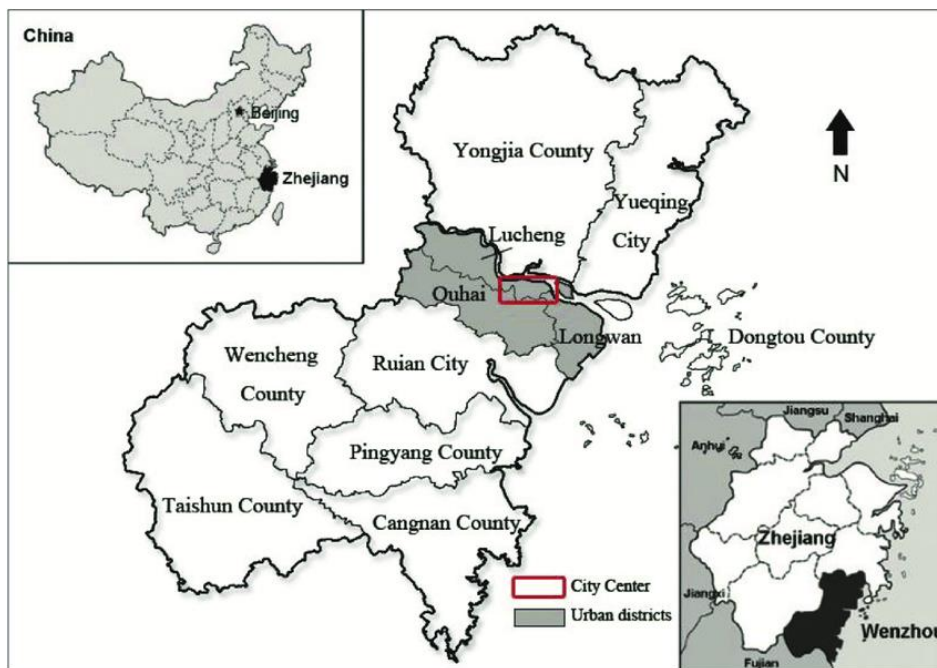 China
Beijing
Zhejiang
Yongjia County
N
Yueqing
City
Lucheng
Ouhai
Longwan
Dongtou County
Wencheng
County
Ruian City
Pingyang County
Taishun County
Cangnan County
City Center
Urban districts
Jiangsu
Shanghai
Anhui
Zhejiang
Jiangxi
Wenzhou
Fujian